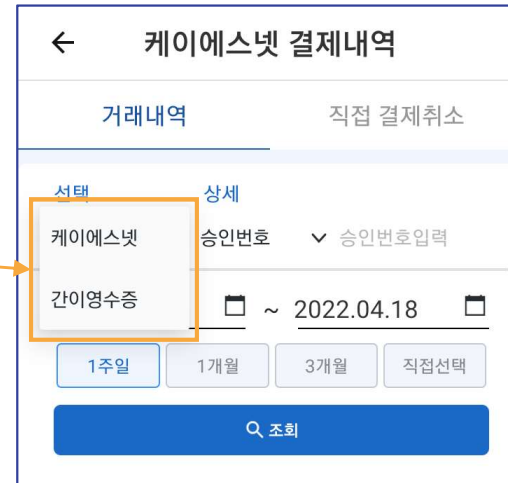 케이에스넷 결제내역
거래내역 직접 결제취소
선택 상세
케이에스넷 승인번호 승인번호입력
간이영수증 ~ 2022.04.18
1주일 1개월 3개월 직접선택
조회